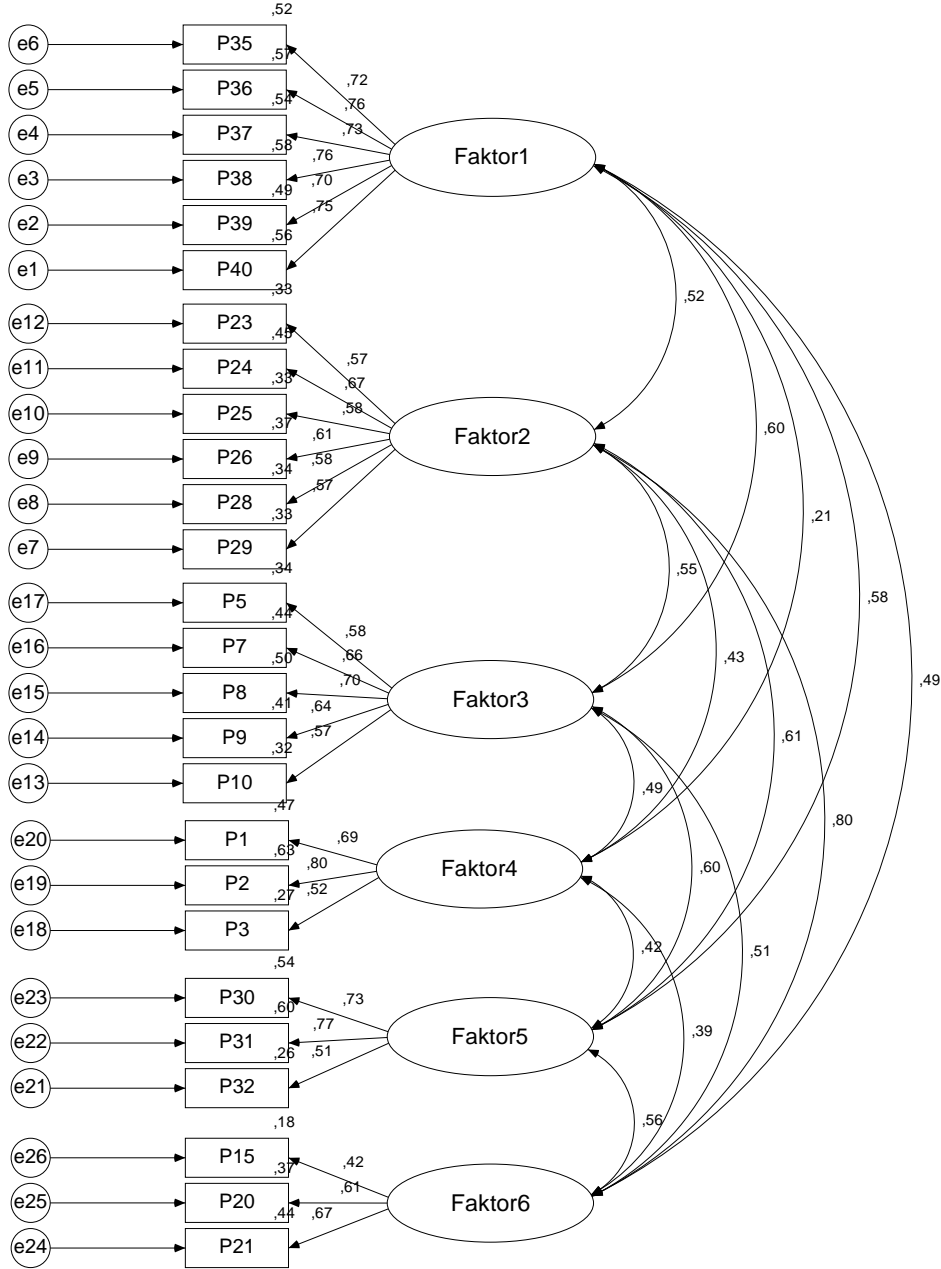 ,52
e6 P35
,57
,72
e5 P36
,76
,54
,73
e4 P37
,58
,76
Faktor1
e3 P38
,70
,49
,75
e2 P39
,56
e1 P40
,33
,52
e12 P23
,45
,57
e11 P24
,67
,33
,58
e10 P25
,37
,61
Faktor2
,60
e9 P26
,58
,34
,57
e8 P28
,33
,21
e7 P29
,34
,55
,58
e17 P5
,44
,58
e16 P7
,66
,50
,43
,70
e15 P8
,41
,64
Faktor3
,49
e14 P9
,57
,32
,61
e13 P10
,47
,49
,80
e20 P1
,69
,63
,80
Faktor4
,60
e19 P2
,52
,27
e18 P3
,42
,51
,54
e23 P30
,60
,73
,77
e22 P31
Faktor5
,39
,26
,51
e21 P32
,18
,56
e26 P15
,37
,42
,61
e25 P20
Faktor6
,44
,67
e24 P21